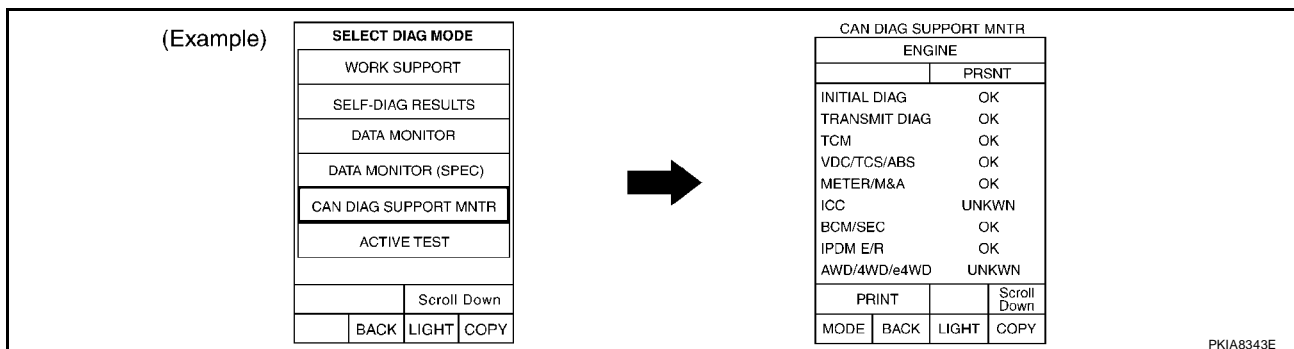 (Example)
SELECT DIAG MODE
WORK SUPPORT
SELF-DIAG RESULTS
DATA MONITOR
DATA MONITOR (SPEC)
CAN DIAG SUPPORT MNTR
ACTIVE TEST
Scroll Down
BACK LIGHT COPY
CAN DIAG SUPPORT MNTR
ENGINE
PRSNT
INITIAL DIAG OK
TRANSMIT DIAG OK
TCM OK
VDC/TCS/ABS OK
METER/M&A OK
ICC UNKWN
BCM/SEC OK
IPDM E/R OK
AWD/4WD/e4WD UNKWN
PRINT Scroll
Down
MODE BACK LIGHT COPY
PKIA8343E